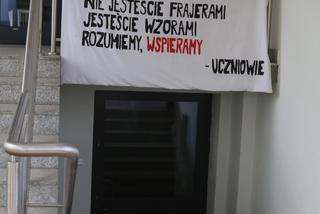 NIE JESTEŚCIE FRAJERAMI
JESTEŚCIE WZORAMI
ROZUMIEMY, WSPIERAMY
- UCZNIOWIE